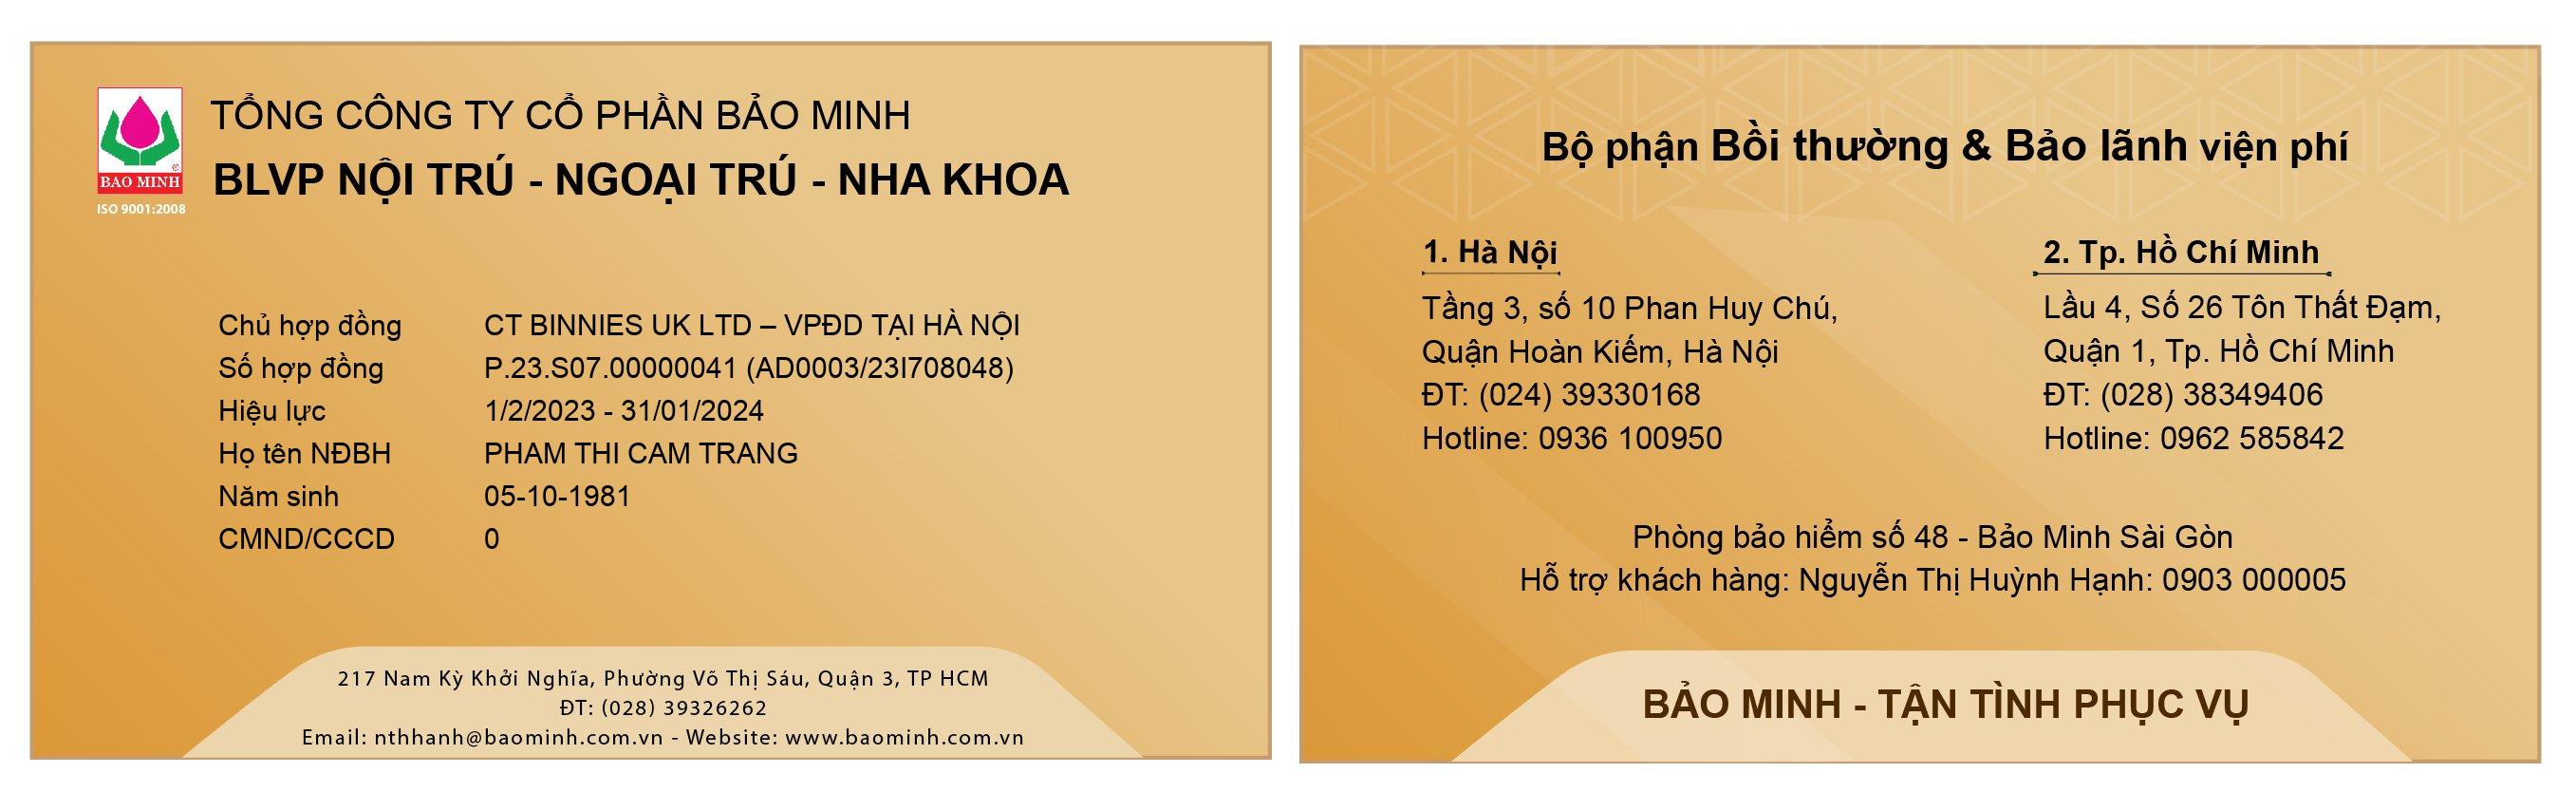 BAO MINH
ISO 9001:2008
TỔNG CÔNG TY CỔ PHẦN BẢO MINH
BLVP NỘI TRÚ - NGOẠI TRÚ - NHA KHOA
Chủ hợp đồng CT BINNIES UK LTD – VPĐD TẠI HÀ NỘI
Số hợp đồng P.23.S07.00000041 (AD0003/23I708048)
Hiệu lực 1/2/2023 - 31/01/2024
Họ tên NĐBH PHAM THI CAM TRANG
Năm sinh 05-10-1981
CMND/CCCD 0
217 Nam Kỳ Khởi Nghĩa, Phường Võ Thị Sáu, Quận 3, TP HCM
ĐT: (028) 39326262
Email: nthhanh@baominh.com.vn - Website: www.baominh.com.vn
Bộ phận Bồi thường & Bảo lãnh viện phí
1. Hà Nội
Tầng 3, số 10 Phan Huy Chú,
Quận Hoàn Kiếm, Hà Nội
ĐT: (024) 39330168
Hotline: 0936 100950
2. Tp. Hồ Chí Minh
Lầu 4, Số 26 Tôn Thất Đạm,
Quận 1, Tp. Hồ Chí Minh
ĐT: (028) 38349406
Hotline: 0962 585842
Phòng bảo hiểm số 48 - Bảo Minh Sài Gòn
Hỗ trợ khách hàng: Nguyễn Thị Huỳnh Hạnh: 0903 000005
BẢO MINH - TẬN TÌNH PHỤC VỤ